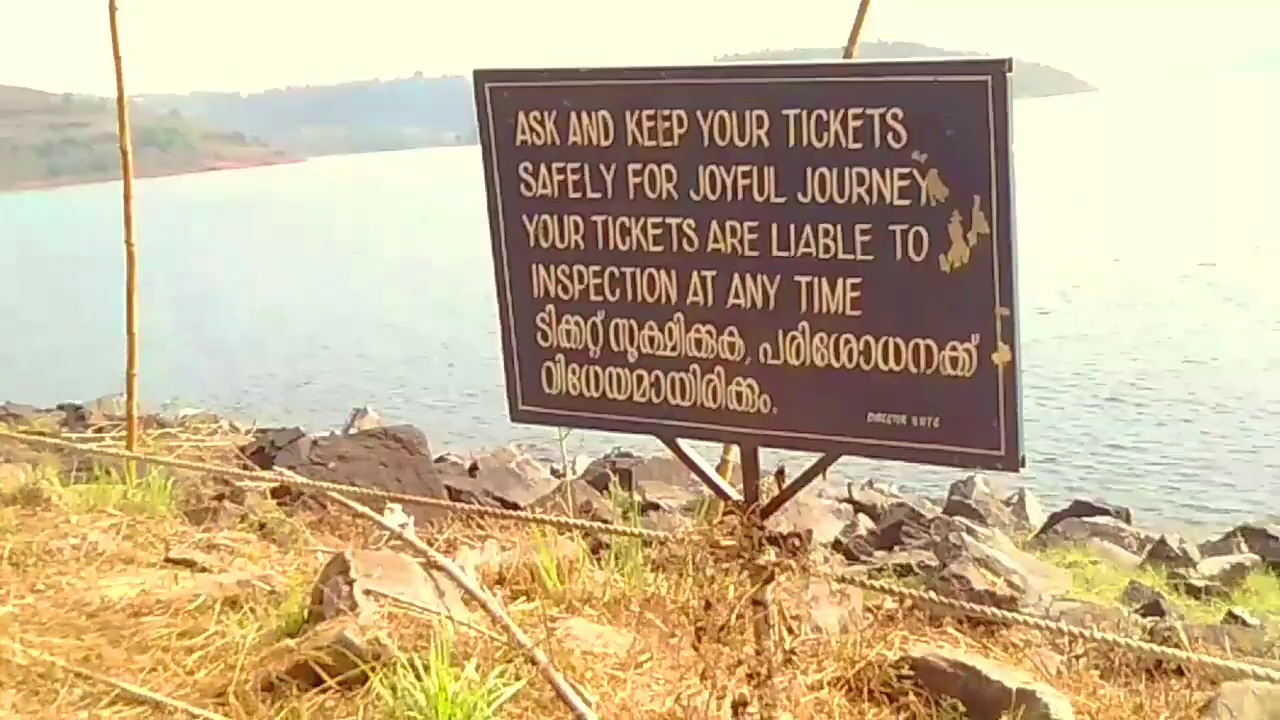 ASK AND KEEP YOUR TICKETS
SAFELY FOR JOYFUL JOURNEY
YOUR TICKETS ARE LIABLE TO
INSPECTION AT ANY TIME
ടിക്കറ്റ് സൂക്ഷിക്കുക, പരിശോധനക്ക്
വിധേയമായിരിക്കും.
DIRECTOR